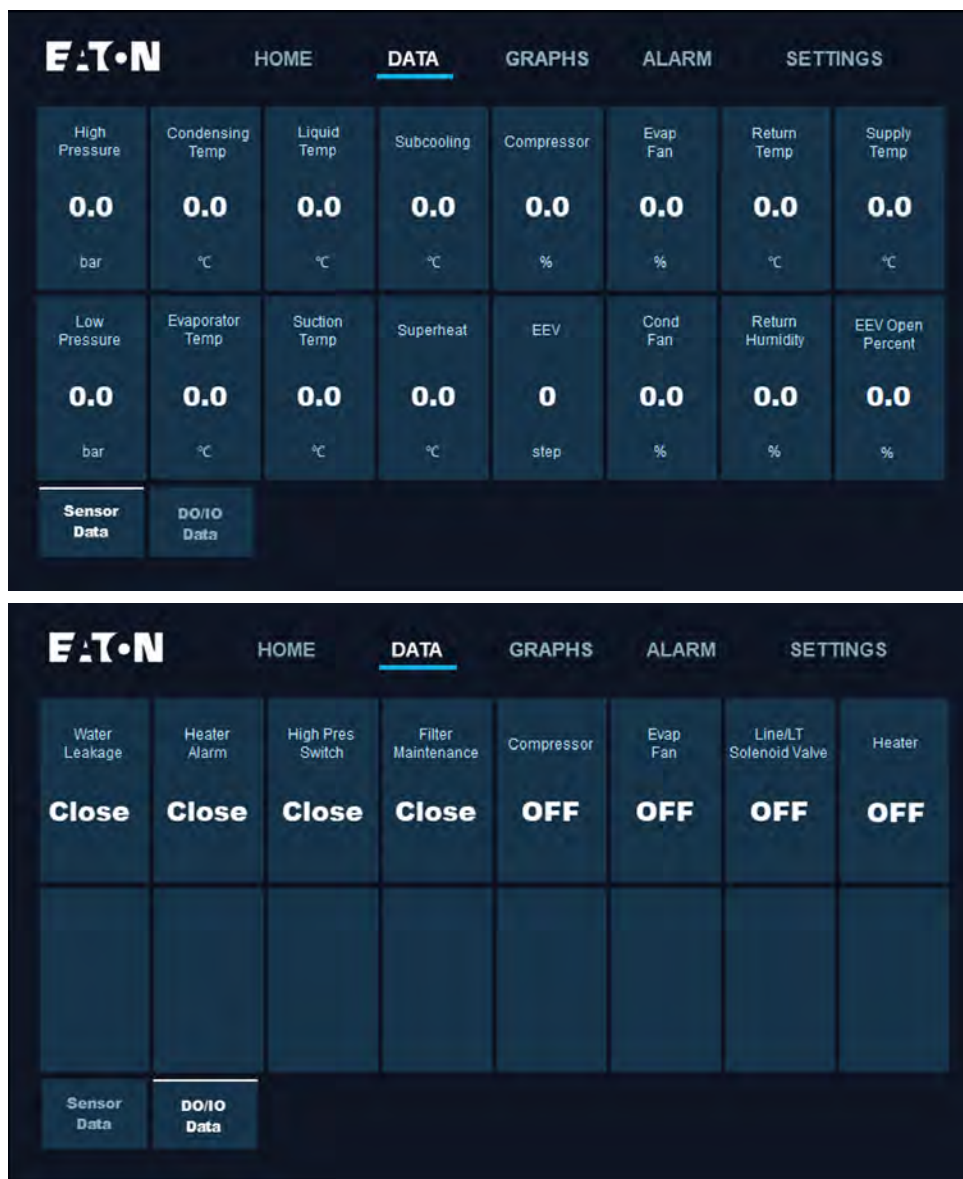 EATON HOME DATA GRAPHS ALARM SETTINGS
High Pressure
0.0
bar
Condensing Temp
0.0
℃
Liquid Temp
0.0
℃
Subcooling
0.0
℃
Compressor
0.0
%
Evap Fan
0.0
%
Return Temp
0.0
℃
Supply Temp
0.0
℃
Low Pressure
0.0
bar
Evaporator Temp
0.0
℃
Suction Temp
0.0
℃
Superheat
0.0
℃
EEV
0
step
Cond Fan
0.0
%
Return Humidity
0.0
%
EEV Open Percent
0.0
%
Sensor Data
DO/IO Data
EATON HOME DATA GRAPHS ALARM SETTINGS
Water Leakage
Close
Heater Alarm
Close
High Pres Switch
Close
Filter Maintenance
Close
Compressor
OFF
Evap Fan
OFF
Line/LT Solenoid Valve
OFF
Heater
OFF
Sensor Data
DO/IO Data